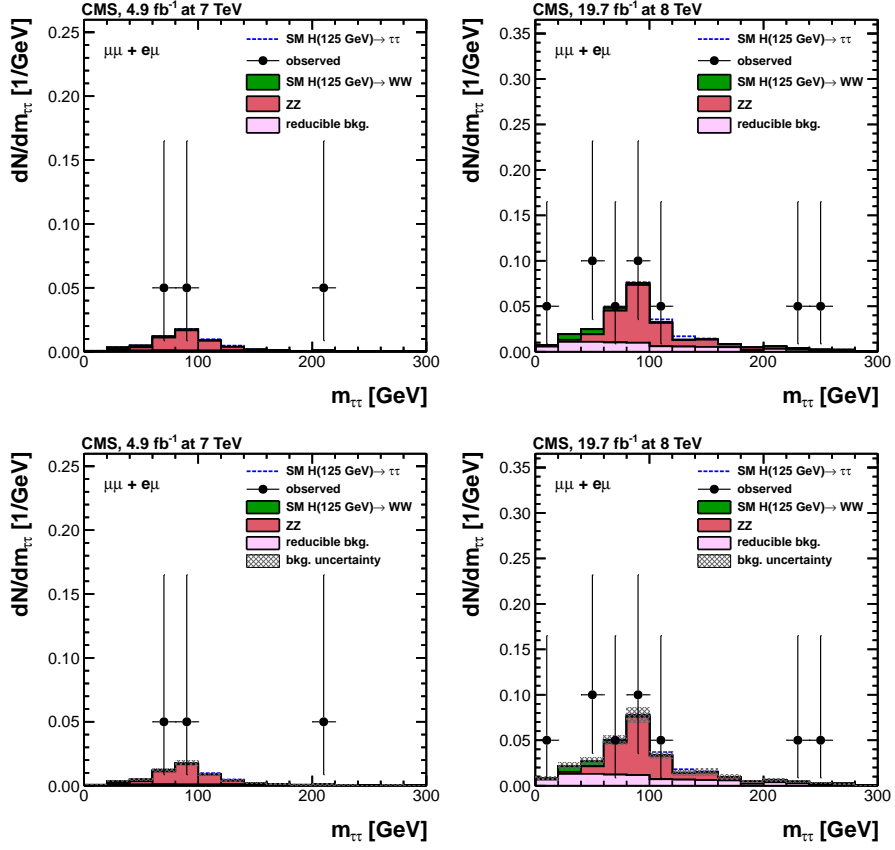 CMS, 4.9 fb⁻¹ at 7 TeV
dN/dm_ττ [1/GeV]
0.25
0.20
0.15
0.10
0.05
0.00
μμ + eμ
SM H(125 GeV)→ ττ
observed
SM H(125 GeV)→ WW
ZZ
reducible bkg.
0 100 200 300
m_ττ [GeV]
CMS, 19.7 fb⁻¹ at 8 TeV
dN/dm_ττ [1/GeV]
0.35
0.30
0.25
0.20
0.15
0.10
0.05
0.00
μμ + eμ
SM H(125 GeV)→ ττ
observed
SM H(125 GeV)→ WW
ZZ
reducible bkg.
0 100 200 300
m_ττ [GeV]
CMS, 4.9 fb⁻¹ at 7 TeV
dN/dm_ττ [1/GeV]
0.25
0.20
0.15
0.10
0.05
0.00
μμ + eμ
SM H(125 GeV)→ ττ
observed
SM H(125 GeV)→ WW
ZZ
reducible bkg.
bkg. uncertainty
0 100 200 300
m_ττ [GeV]
CMS, 19.7 fb⁻¹ at 8 TeV
dN/dm_ττ [1/GeV]
0.35
0.30
0.25
0.20
0.15
0.10
0.05
0.00
μμ + eμ
SM H(125 GeV)→ ττ
observed
SM H(125 GeV)→ WW
ZZ
reducible bkg.
bkg. uncertainty
0 100 200 300
m_ττ [GeV]